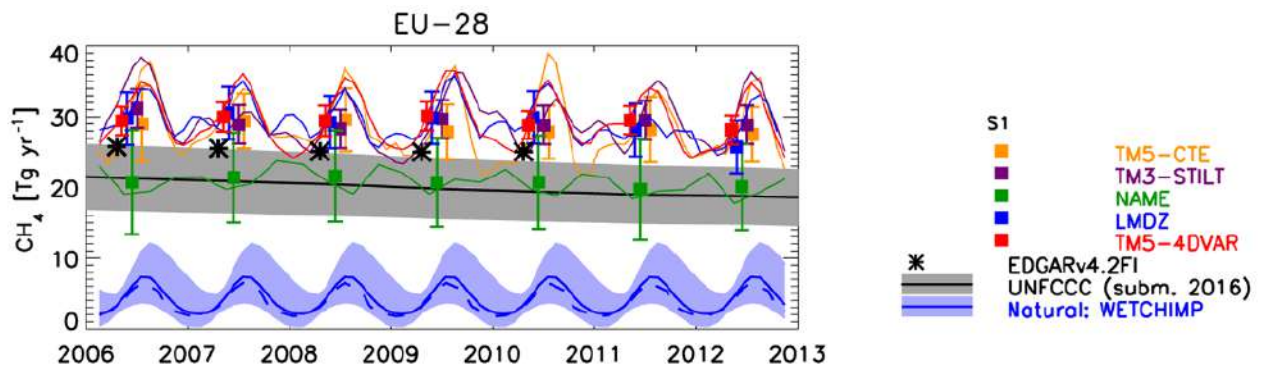 EU-28
40
30
20
10
0
CH4 [Tg yr-1]
2006 2007 2008 2009 2010 2011 2012 2013
S1
TM5-CTE
TM3-STILT
NAME
LMDZ
TM5-4DVAR
EDGARv4.2FI
UNFCCC (subm. 2016)
Natural: WETCHIMP